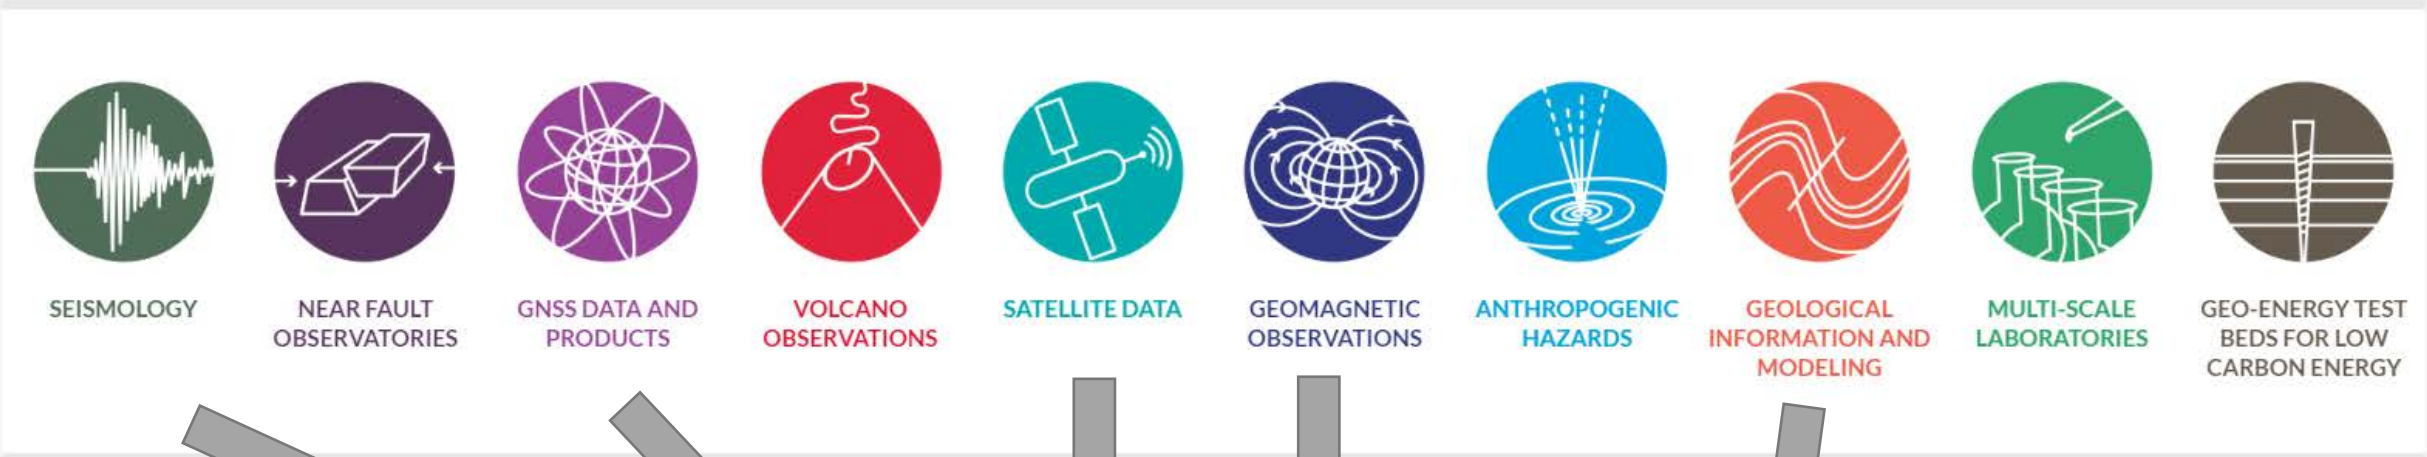 SEISMOLOGY
NEAR FAULT
OBSERVATORIES
GNSS DATA AND
PRODUCTS
VOLCANO
OBSERVATIONS
SATELLITE DATA
GEOMAGNETIC
OBSERVATIONS
ANTHROPOGENIC
HAZARDS
GEOLOGICAL
INFORMATION AND
MODELING
MULTI-SCALE
LABORATORIES
GEO-ENERGY TEST
BEDS FOR LOW
CARBON ENERGY